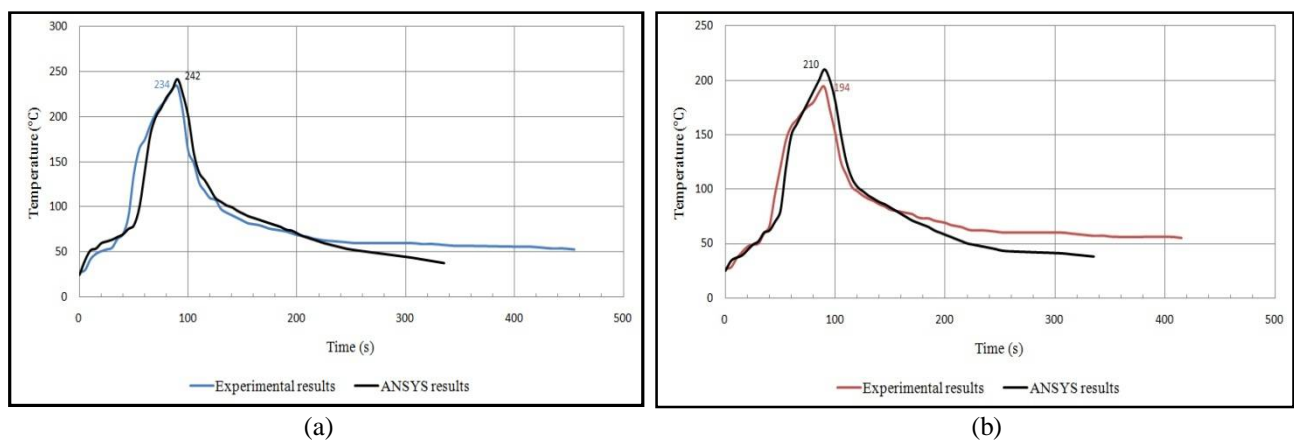 300
250
200
150
100
50
0
Temperature (°C)
234
242
0 100 200 300 400 500
Time (s)
Experimental results ANSYS results
(a)
250
200
150
100
50
0
Temperature (°C)
210
194
0 100 200 300 400 500
Time (s)
Experimental results ANSYS results
(b)